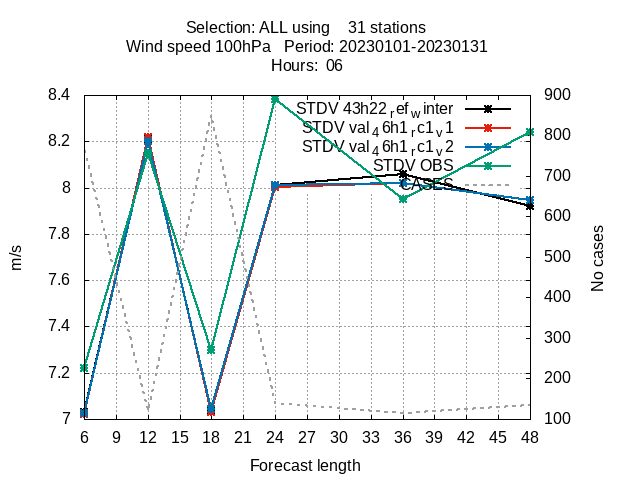 Selection: ALL using    31 stations
Wind speed 100hPa   Period: 20230101-20230131
Hours:  06
8.4 900
STDV 43h22refwinter
STDV val46h1rc1v1
8.2 800
STDV val46h1rc1v2
STDV OBS
700
8 CASES
600
7.8
m/s
No cases
500
7.6
400
7.4
300
7.2
200
7 100
6 9 12 15 18 21 24 27 30 33 36 39 42 45 48
Forecast length